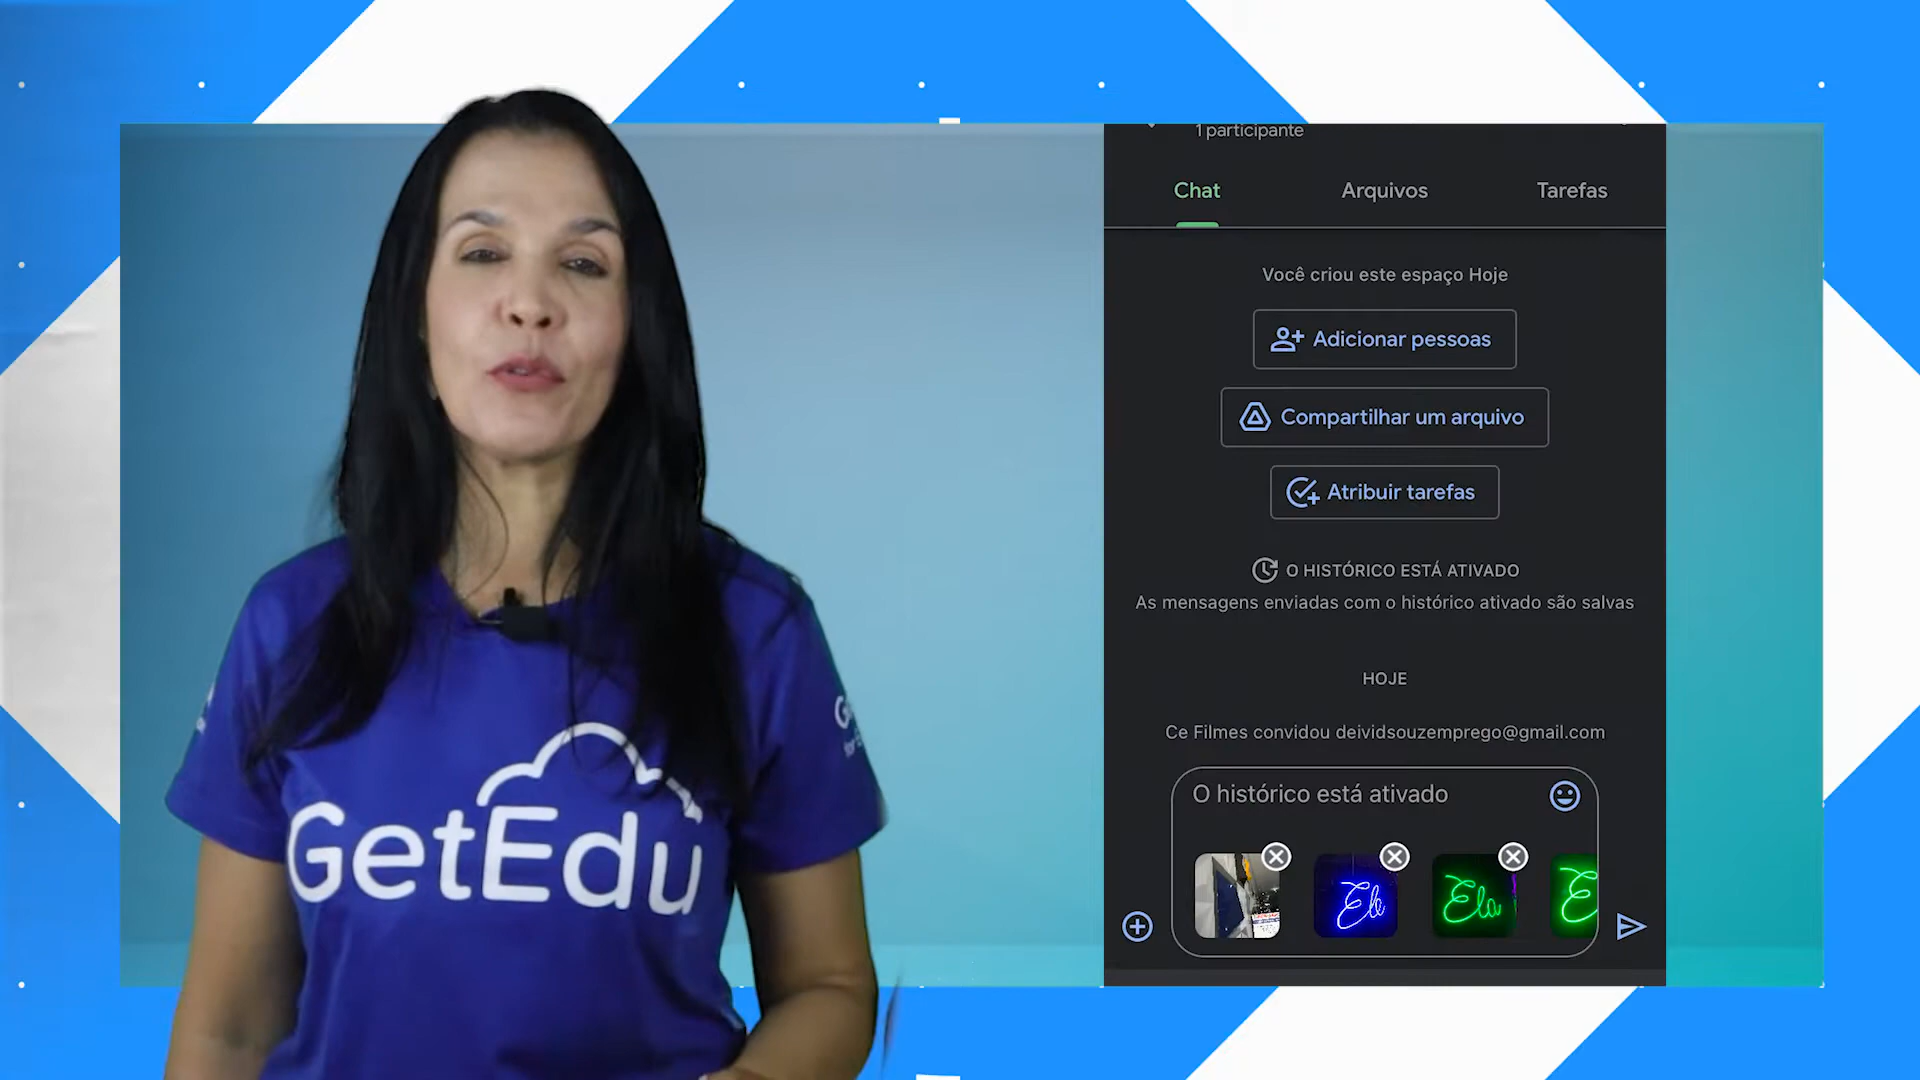 1 participante
Chat
Arquivos
Tarefas
Você criou este espaço Hoje
Adicionar pessoas
Compartilhar um arquivo
Atribuir tarefas
O HISTÓRICO ESTÁ ATIVADO
As mensagens enviadas com o histórico ativado são salvas
HOJE
Ce Filmes convidou deividsouzemprego@gmail.com
O histórico está ativado
Ela
GetEdu